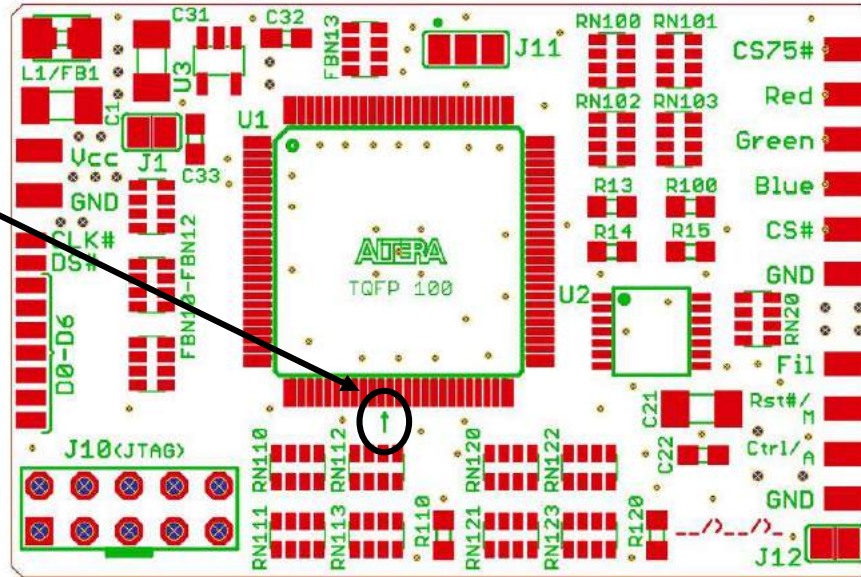 C31
C32
FBN13
J11
RN100
RN101
CS75#
L1/FB1
U3
Red
C1
U1
RN102
RN103
Green
Vcc
J1
C33
GND
R13
R100
Blue
CLK#
DS#
FBN10-FBN12
ALTERA
TQFP 100
R14
R15
CS#
GND
U2
RN20
D0-D6
Fil
C21
Rst#/M
J10(JTAG)
RN110
RN112
RN120
RN122
C22
Ctrl/A
GND
RN111
RN113
R110
RN121
RN123
R120
J12